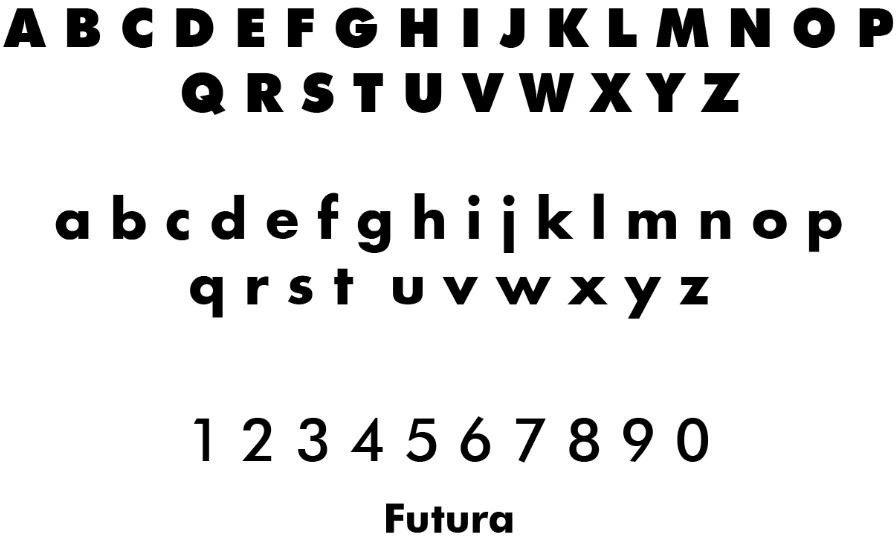 A B C D E F G H I J K L M N O P
Q R S T U V W X Y Z
a b c d e f g h i j k l m n o p
q r s t u v w x y z
1 2 3 4 5 6 7 8 9 0
Futura